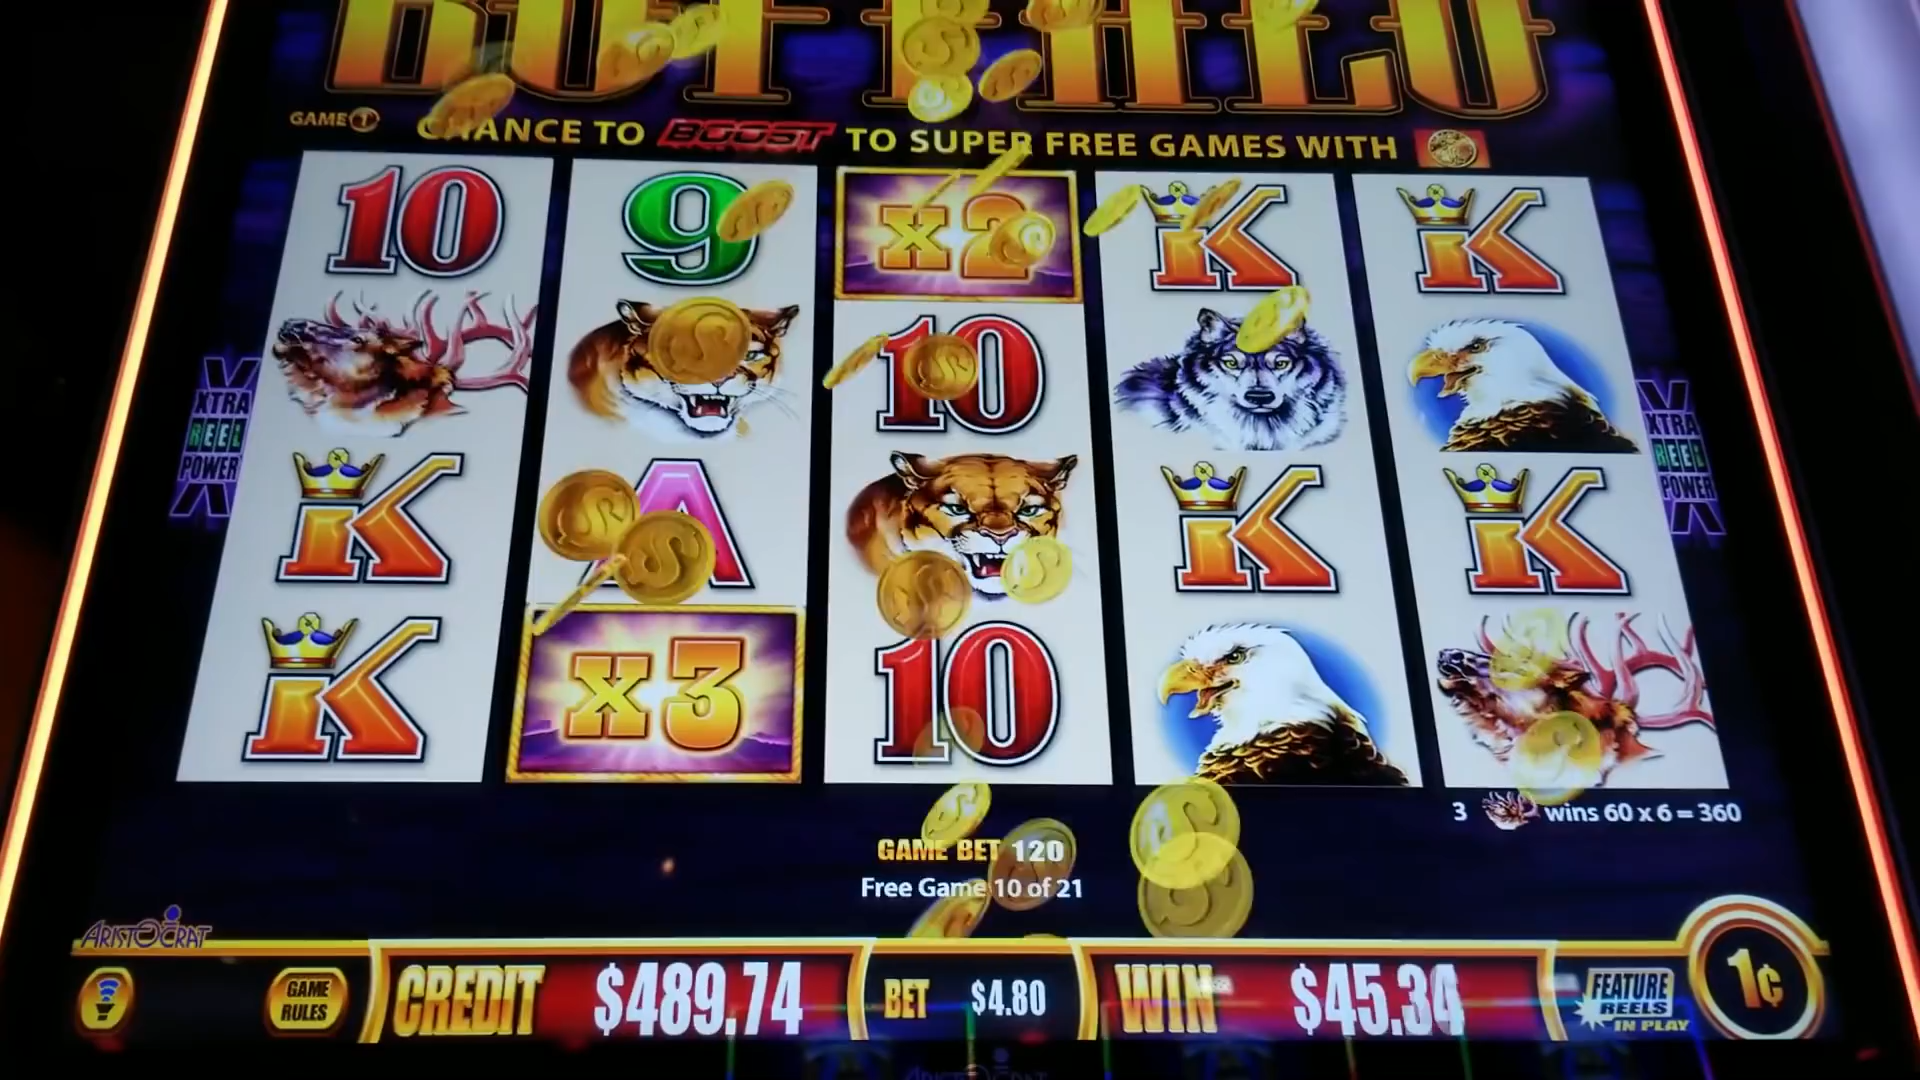 BUFFALO
GAME 1
CHANCE TO BOOST TO SUPER FREE GAMES WITH
10 9 x2 K K
10
K A K K
K x3 10
XTRA
REEL
POWER
XTRA
REEL
POWER
3 wins 60 x 6 = 360
GAME BET 120
Free Game 10 of 21
ARISTOCRAT
GAME
RULES
CREDIT $489.74
BET $4.80
WIN $45.34
FEATURE
REELS
IN PLAY
1¢